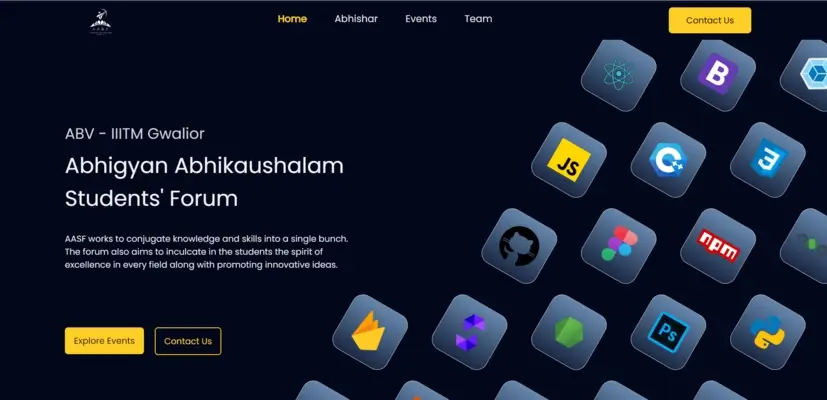 Home
Abhishar
Events
Team
Contact Us
ABV - IIITM Gwalior
Abhigyan Abhikaushalam
Students' Forum
AASF works to conjugate knowledge and skills into a single bunch.
The forum also aims to inculcate in the students the spirit of
excellence in every field along with promoting innovative ideas.
Explore Events
Contact Us
B
JS
C++
3
npm
Ps